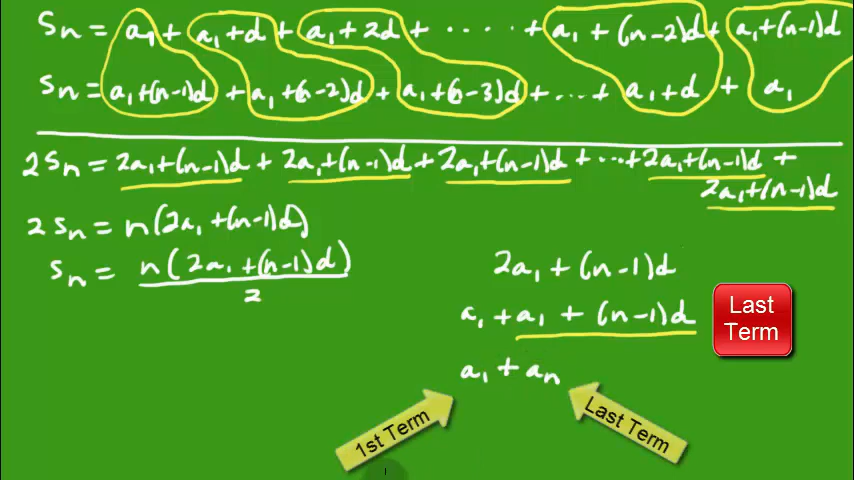 Sn = a₁ + a₁+d + a₁+2d + ..... + a₁ + (n-2)d + a₁+(n-1)d
Sn = a₁+(n-1)d + a₁+(n-2)d + a₁+(n-3)d + ... + a₁+d + a₁
2Sn = 2a₁+(n-1)d + 2a₁+(n-1)d + 2a₁+(n-1)d + ... + 2a₁+(n-1)d +
2a₁+(n-1)d
2Sn = n(2a₁+(n-1)d)
Sn = n(2a₁+(n-1)d)
2
2a₁ + (n-1)d
a₁ + a₁ + (n-1)d
Last
Term
a₁ + an
1st Term
Last Term